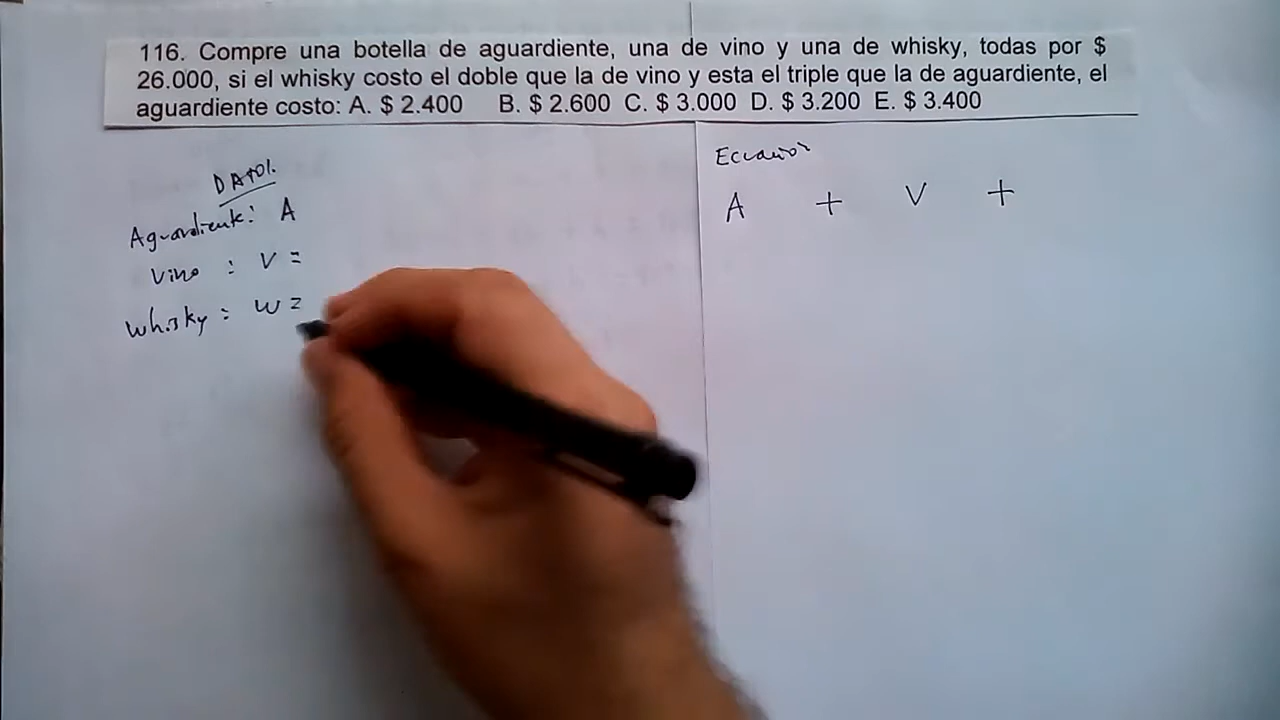 116. Compre una botella de aguardiente, una de vino y una de whisky, todas por $
26.000, si el whisky costo el doble que la de vino y esta el triple que la de aguardiente, el
aguardiente costo: A. $ 2.400 B. $ 2.600 C. $ 3.000 D. $ 3.200 E. $ 3.400
DATOS.
Aguardiente: A
Vino : V =
Whisky : W =
Ecuación
A + V +